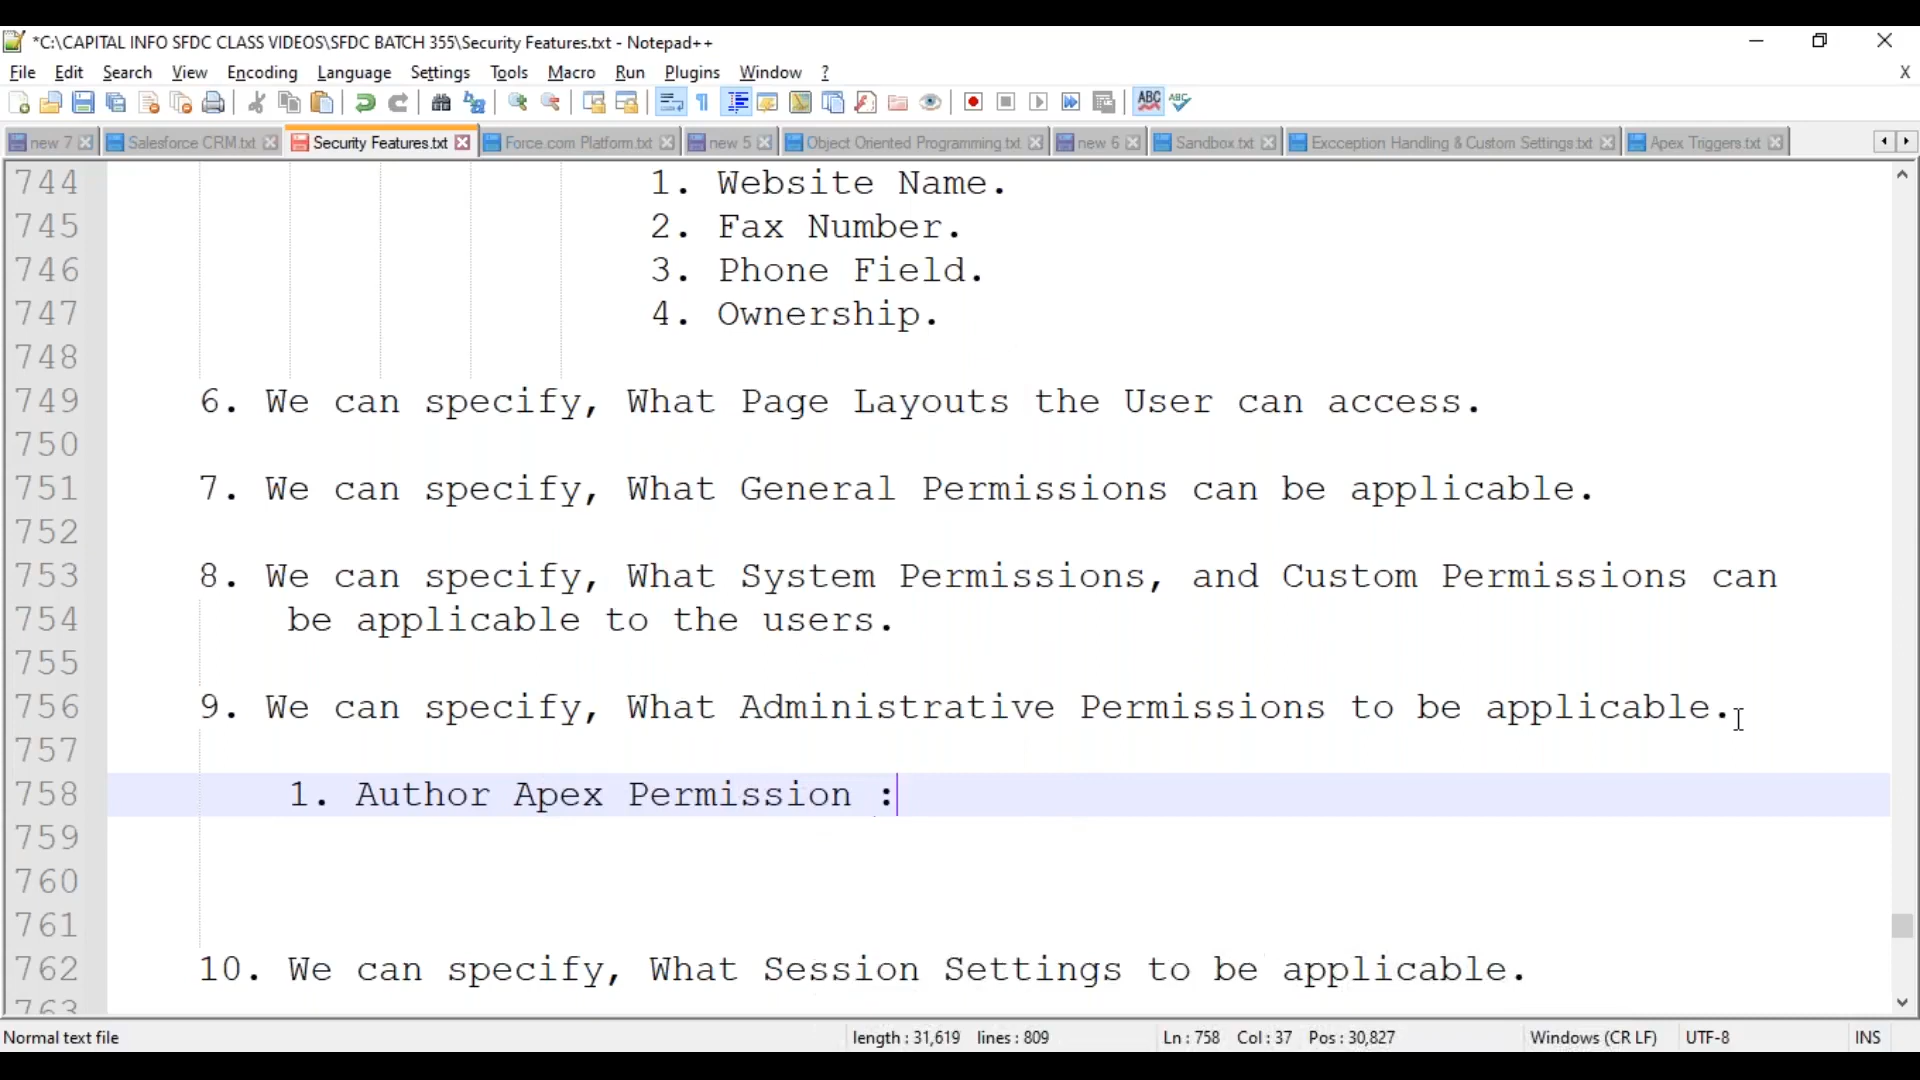 *C:\CAPITAL INFO SFDC CLASS VIDEOS\SFDC BATCH 355\Security Features.txt - Notepad++
File Edit Search View Encoding Language Settings Tools Macro Run Plugins Window ? X
new 7 Salesforce CRM.txt Security Features.txt Force.com Platform.txt new 5 Object Oriented Programming.txt new 6 Sandbox.txt Excception Handling & Custom Settings.txt Apex Triggers.txt
744 1. Website Name.
745 2. Fax Number.
746 3. Phone Field.
747 4. Ownership.
748
749 6. We can specify, What Page Layouts the User can access.
750
751 7. We can specify, What General Permissions can be applicable.
752
753 8. We can specify, What System Permissions, and Custom Permissions can
754 be applicable to the users.
755
756 9. We can specify, What Administrative Permissions to be applicable.
757
758 1. Author Apex Permission :
759
760
761
762 10. We can specify, What Session Settings to be applicable.
763
Normal text file length : 31,619 lines : 809 Ln : 758 Col : 37 Pos : 30,827 Windows (CR LF) UTF-8 INS